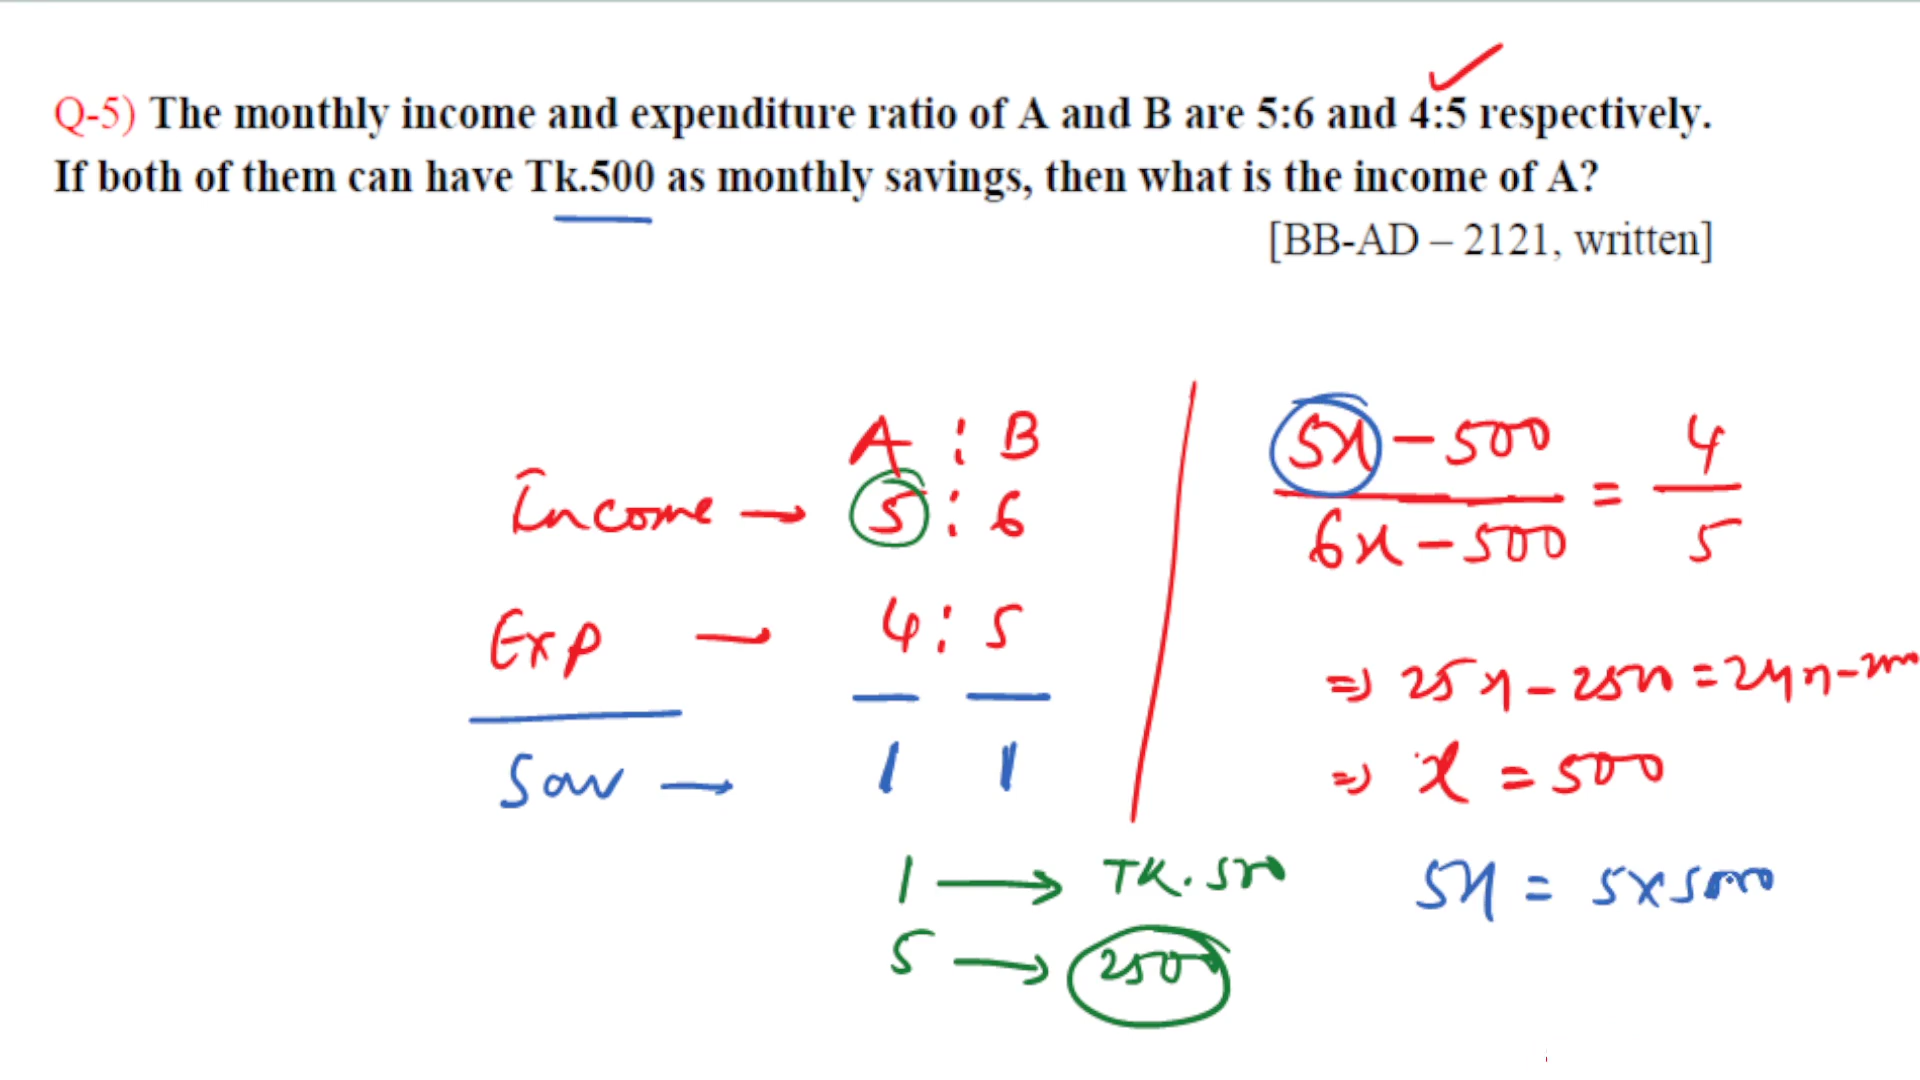 Q-5) The monthly income and expenditure ratio of A and B are 5:6 and 4:5 respectively.
If both of them can have Tk.500 as monthly savings, then what is the income of A?
[BB-AD – 2121, written]
A : B
Income → 5 : 6
Exp — 4 : 5
Sav → 1 1
1 → TK. 500
5 → 2500
5x - 500 / 6x - 500 = 4 / 5
⇒ 25x - 2500 = 24x -
⇒ x = 500
5x = 5 x 500